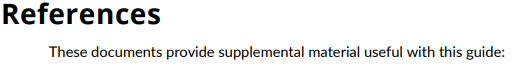 References
These documents provide supplemental material useful with this guide: